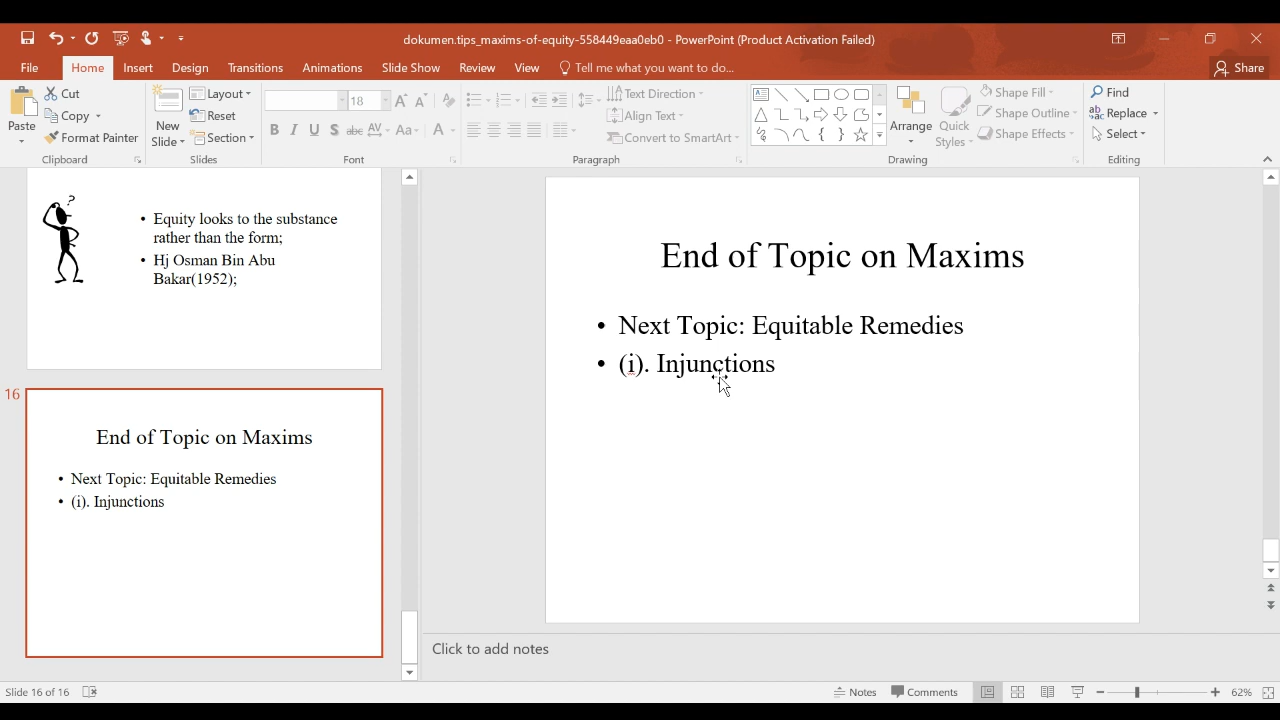 dokumen.tips_maxims-of-equity-558449eaa0eb0 - PowerPoint (Product Activation Failed)
File Home Insert Design Transitions Animations Slide Show Review View Tell me what you want to do... Share
Paste
Cut
Copy
Format Painter
Clipboard
New
Slide
Layout
Reset
Section
Slides
18
B I U S abc AV Aa A
Font
Text Direction
Align Text
Convert to SmartArt
Paragraph
Arrange
Quick
Styles
Shape Fill
Shape Outline
Shape Effects
Drawing
Find
Replace
Select
Editing
?
• Equity looks to the substance
rather than the form;
• Hj Osman Bin Abu
Bakar(1952);
16
End of Topic on Maxims
• Next Topic: Equitable Remedies
• (i). Injunctions
End of Topic on Maxims
• Next Topic: Equitable Remedies
• (i). Injunctions
Click to add notes
Slide 16 of 16
Notes Comments 62%